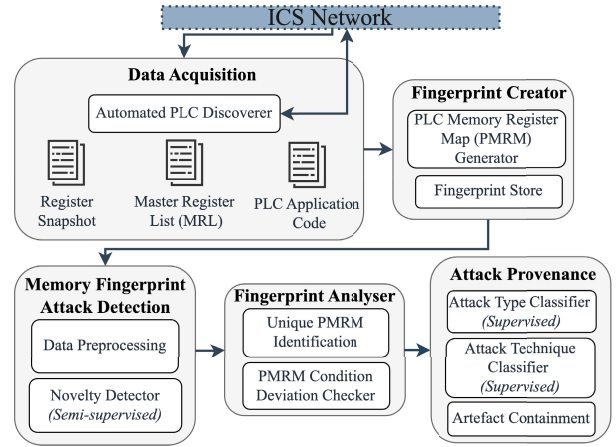 ICS Network
Data Acquisition
Automated PLC Discoverer
Register
Snapshot
Master Register
List (MRL)
PLC Application
Code
Fingerprint Creator
PLC Memory Register
Map (PMRM)
Generator
Fingerprint Store
Memory Fingerprint
Attack Detection
Data Preprocessing
Novelty Detector
(Semi-supervised)
Fingerprint Analyser
Unique PMRM
Identification
PMRM Condition
Deviation Checker
Attack Provenance
Attack Type Classifier
(Supervised)
Attack Technique
Classifier
(Supervised)
Artefact Containment